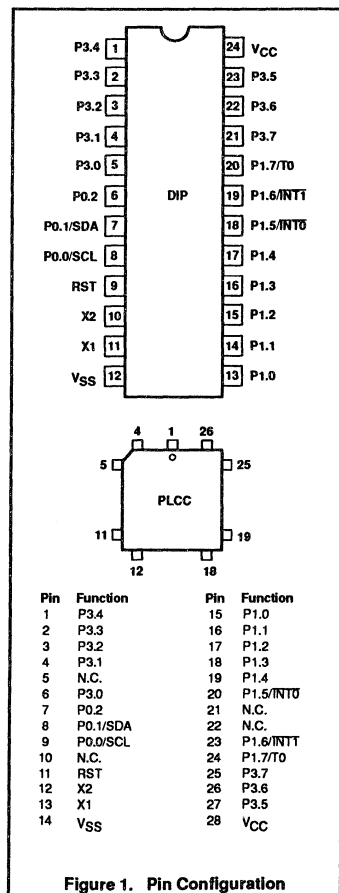 P3.4 1 24 VCC
P3.3 2 23 P3.5
P3.2 3 22 P3.6
P3.1 4 21 P3.7
P3.0 5 20 P1.7/T0
P0.2 6 DIP 19 P1.6/INT1
P0.1/SDA 7 18 P1.5/INT0
P0.0/SCL 8 17 P1.4
RST 9 16 P1.3
X2 10 15 P1.2
X1 11 14 P1.1
VSS 12 13 P1.0
4 1 26
5 25
PLCC
11 19
12 18
Pin Function Pin Function
1 P3.4 15 P1.0
2 P3.3 16 P1.1
3 P3.2 17 P1.2
4 P3.1 18 P1.3
5 N.C. 19 P1.4
6 P3.0 20 P1.5/INT0
7 P0.2 21 N.C.
8 P0.1/SDA 22 N.C.
9 P0.0/SCL 23 P1.6/INT1
10 N.C. 24 P1.7/T0
11 RST 25 P3.7
12 X2 26 P3.6
13 X1 27 P3.5
14 VSS 28 VCC
Figure 1. Pin Configuration